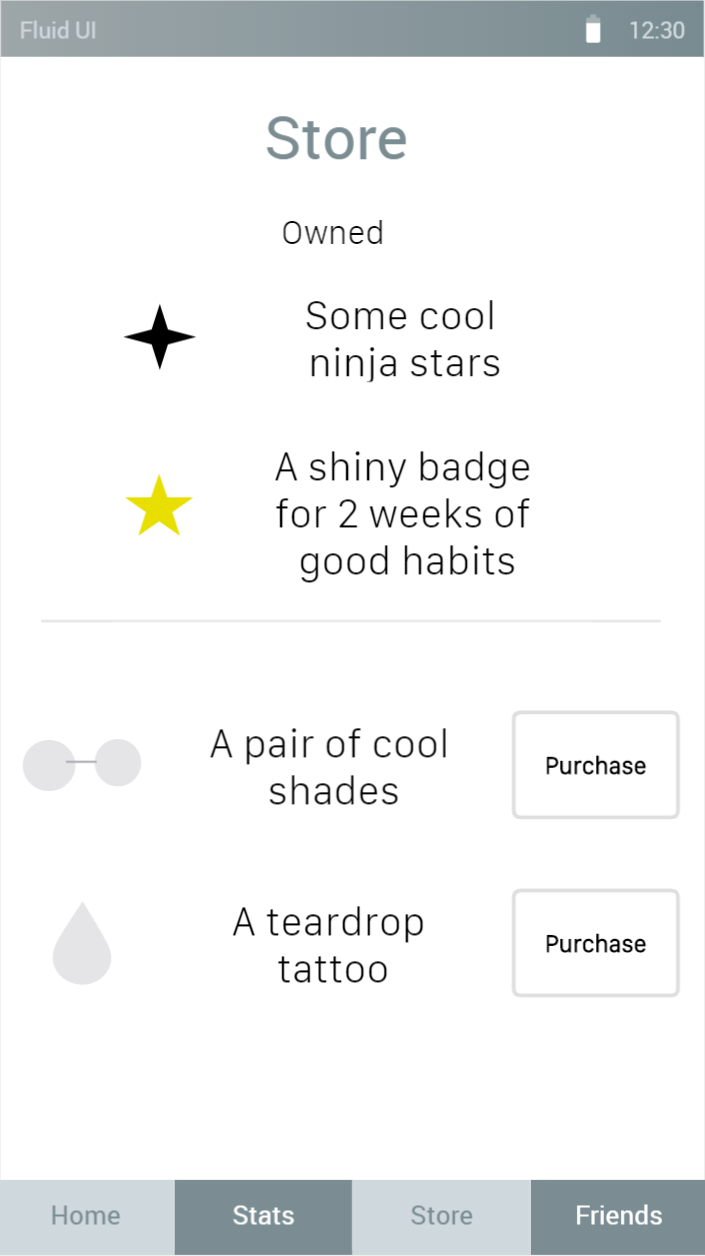 Fluid UI 12:30
Store
Owned
Some cool
ninja stars
A shiny badge
for 2 weeks of
good habits
A pair of cool
shades
Purchase
A teardrop
tattoo
Purchase
Home Stats Store Friends